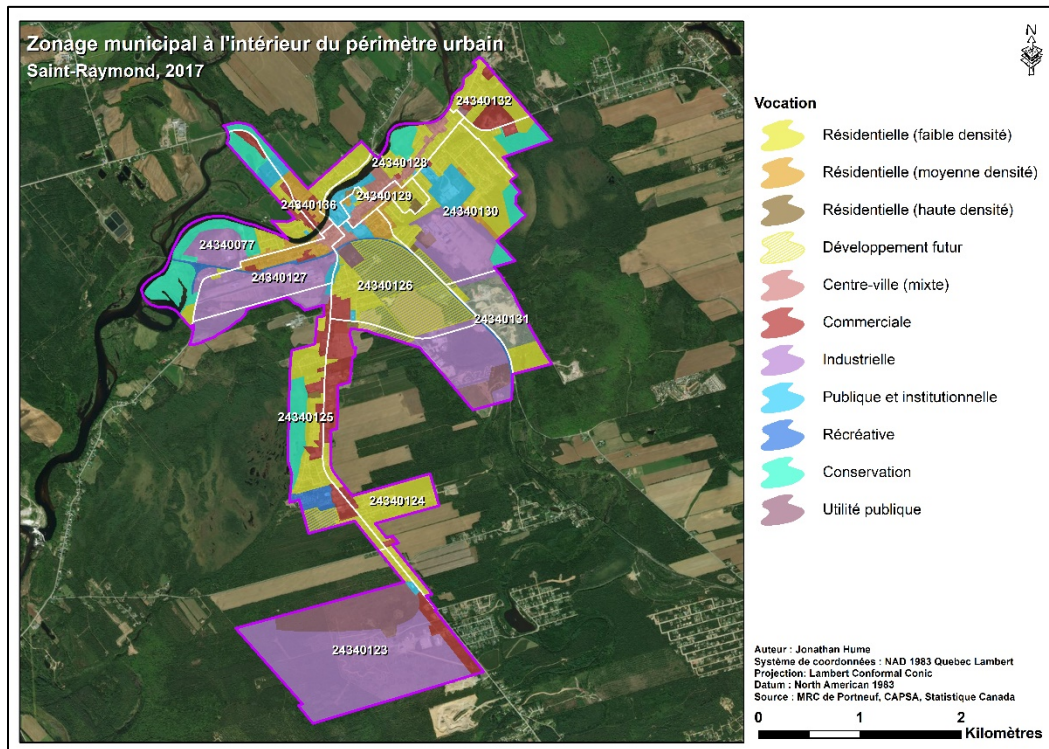 Zonage municipal à l'intérieur du périmètre urbain
Saint-Raymond, 2017
N
24340132
24340128
24340129
24340136
24340130
24340077
24340127
24340126
24340131
24340125
24340124
24340123
Vocation
Résidentielle (faible densité)
Résidentielle (moyenne densité)
Résidentielle (haute densité)
Développement futur
Centre-ville (mixte)
Commerciale
Industrielle
Publique et institutionnelle
Récréative
Conservation
Utilité publique
Auteur : Jonathan Hume
Système de coordonnées : NAD 1983 Quebec Lambert
Projection: Lambert Conformal Conic
Datum : North American 1983
Source : MRC de Portneuf, CAPSA, Statistique Canada
0 1 2
Kilomètres